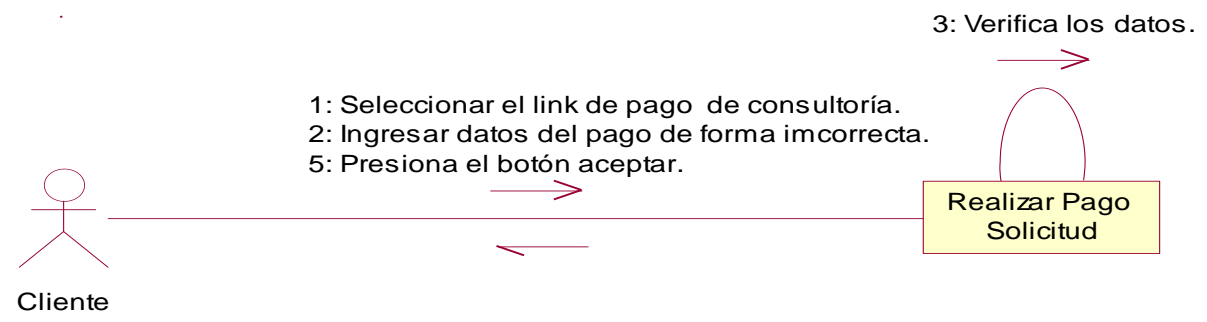 3: Verifica los datos.
1: Seleccionar el link de pago de consultoría.
2: Ingresar datos del pago de forma imcorrecta.
5: Presiona el botón aceptar.
Realizar Pago
Solicitud
Cliente